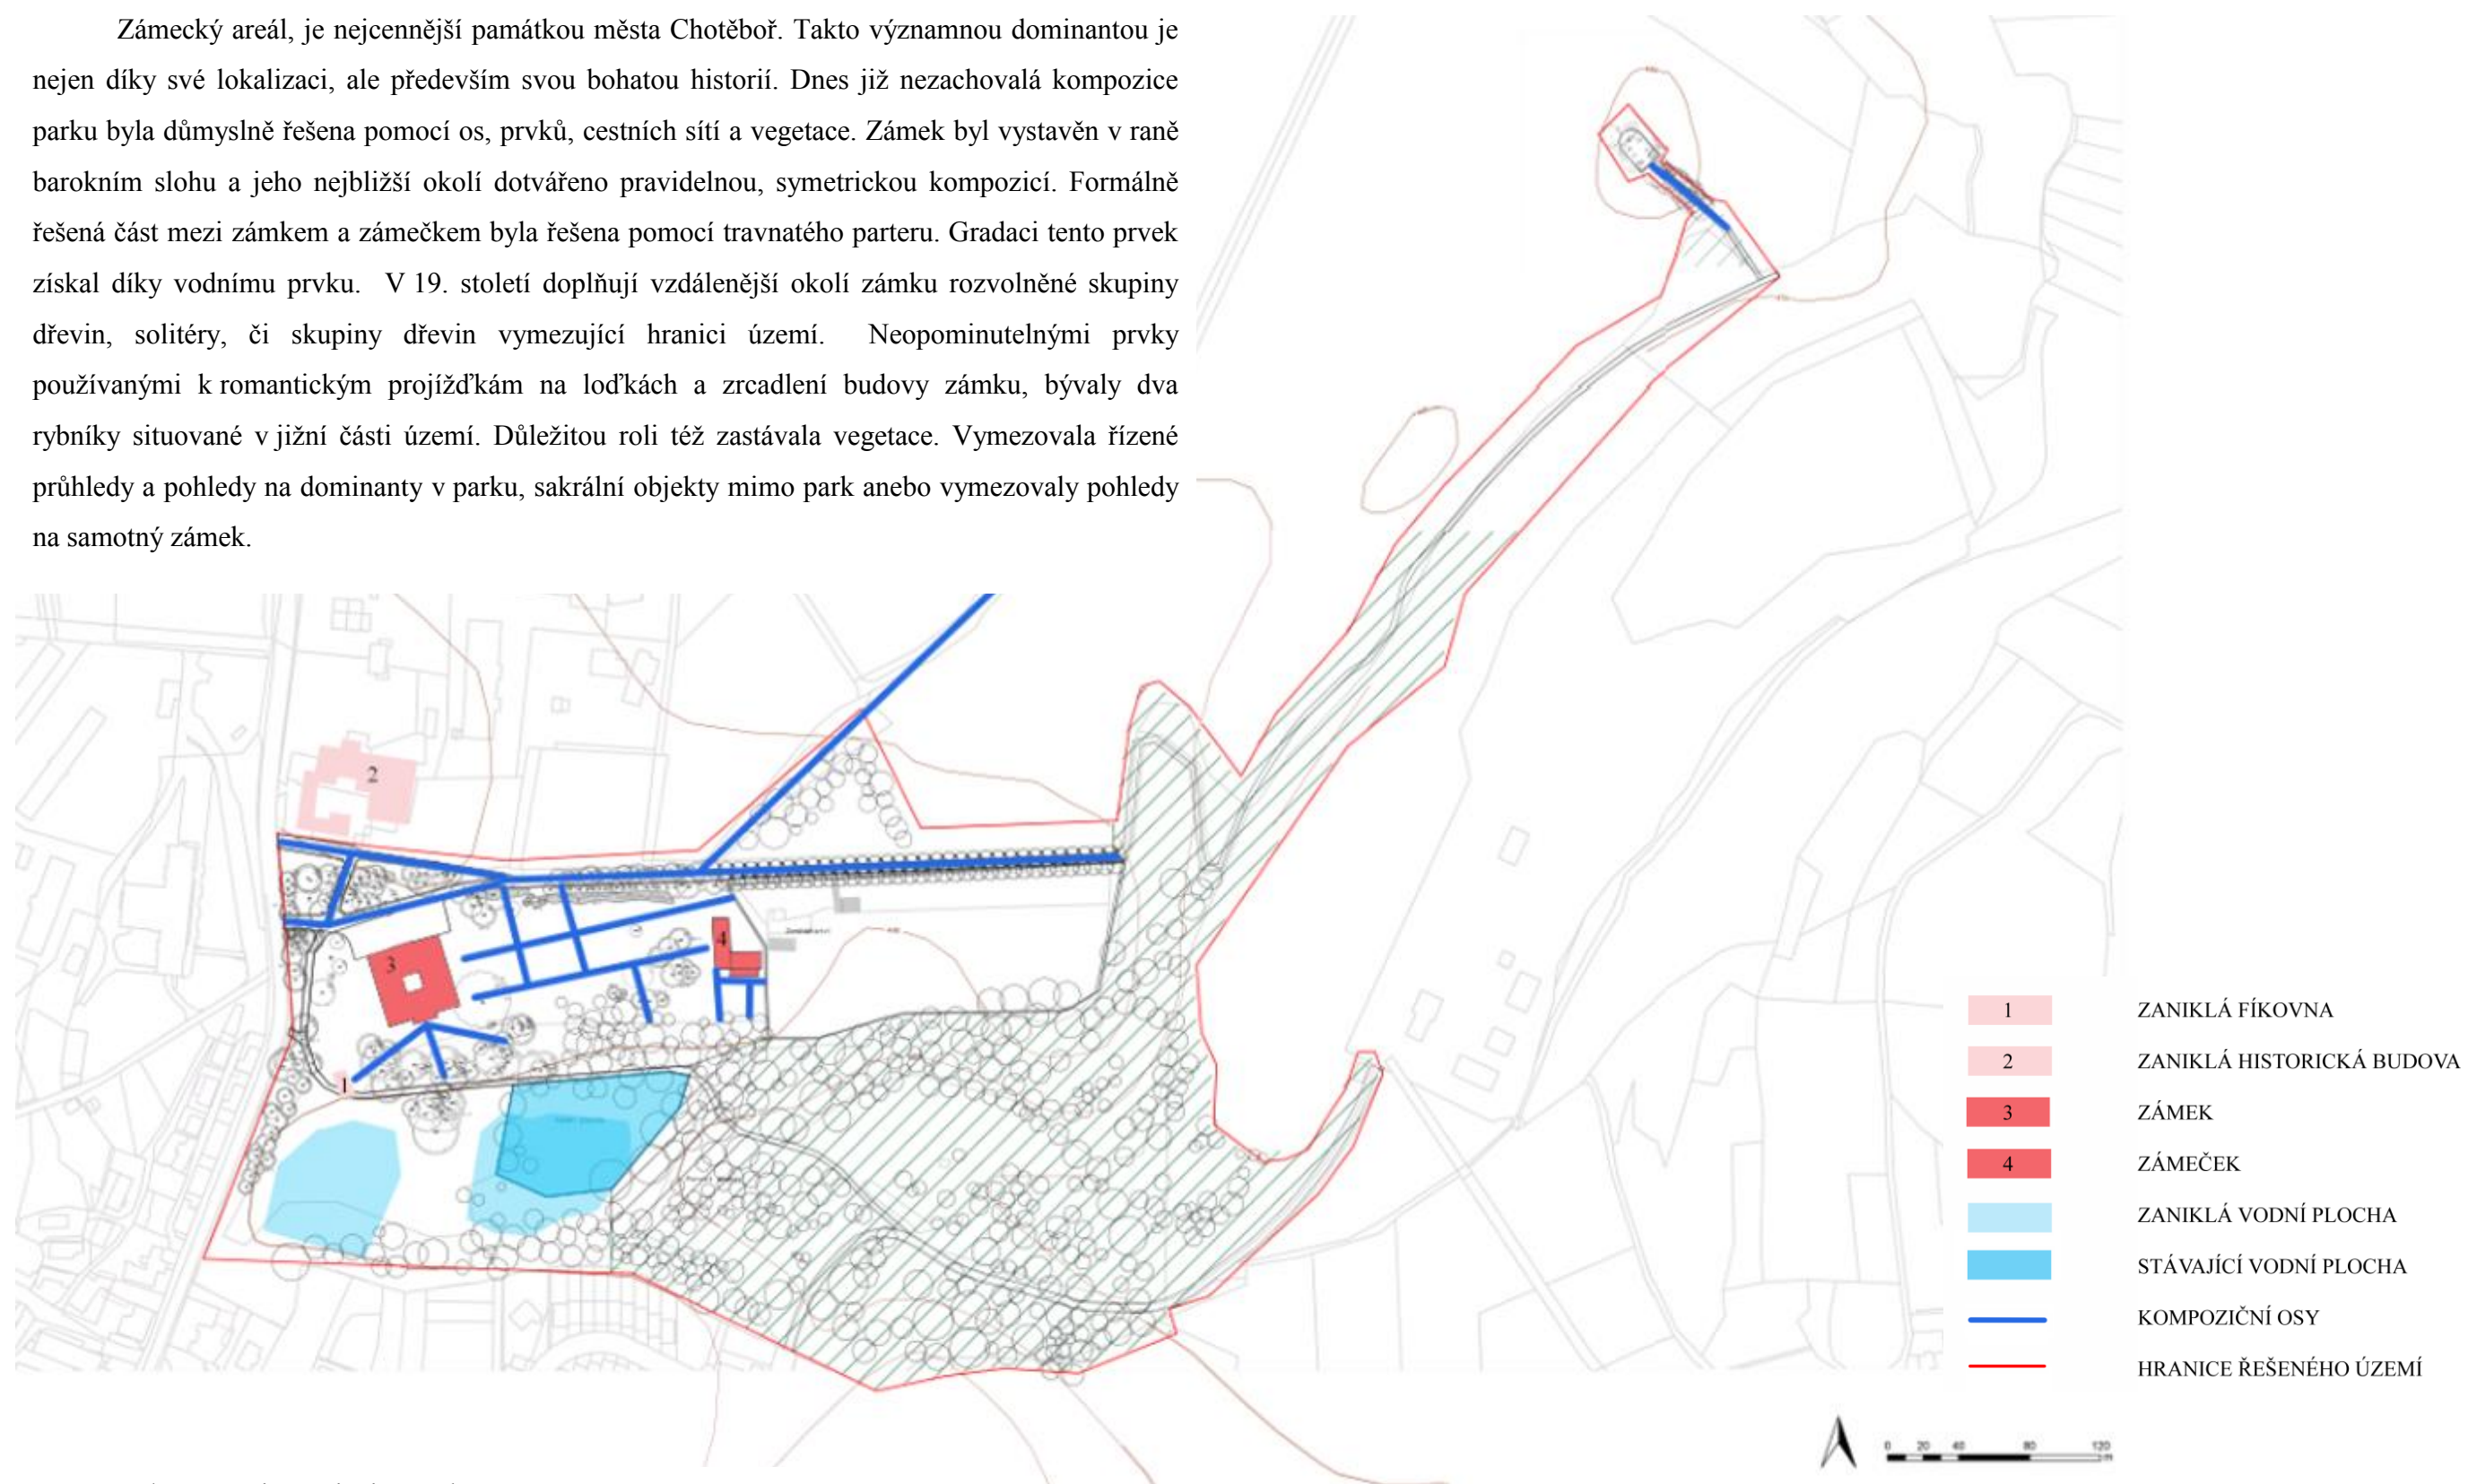 Zámecký areál, je nejcennější památkou města Chotěboř. Takto významnou dominantou je
nejen díky své lokalizaci, ale především svou bohatou historií. Dnes již nezachovalá kompozice
parku byla důmyslně řešena pomocí os, prvků, cestních sítí a vegetace. Zámek byl vystavěn v raně
barokním slohu a jeho nejbližší okolí dotvářeno pravidelnou, symetrickou kompozicí. Formálně
řešená část mezi zámkem a zámečkem byla řešena pomocí travnatého parteru. Gradaci tento prvek
získal díky vodnímu prvku. V 19. století doplňují vzdálenější okolí zámku rozvolněné skupiny
dřevin, solitéry, či skupiny dřevin vymezující hranici území. Neopominutelnými prvky
používanými k romantickým projížďkám na loďkách a zrcadlení budovy zámku, bývaly dva
rybníky situované v jižní části území. Důležitou roli též zastávala vegetace. Vymezovala řízené
průhledy a pohledy na dominanty v parku, sakrální objekty mimo park anebo vymezovaly pohledy
na samotný zámek.
2
4
3
1
1 ZANIKLÁ FÍKOVNA
2 ZANIKLÁ HISTORICKÁ BUDOVA
3 ZÁMEK
4 ZÁMEČEK
ZANIKLÁ VODNÍ PLOCHA
STÁVAJÍCÍ VODNÍ PLOCHA
KOMPOZIČNÍ OSY
HRANICE ŘEŠENÉHO ÚZEMÍ
0 20 40 80 120